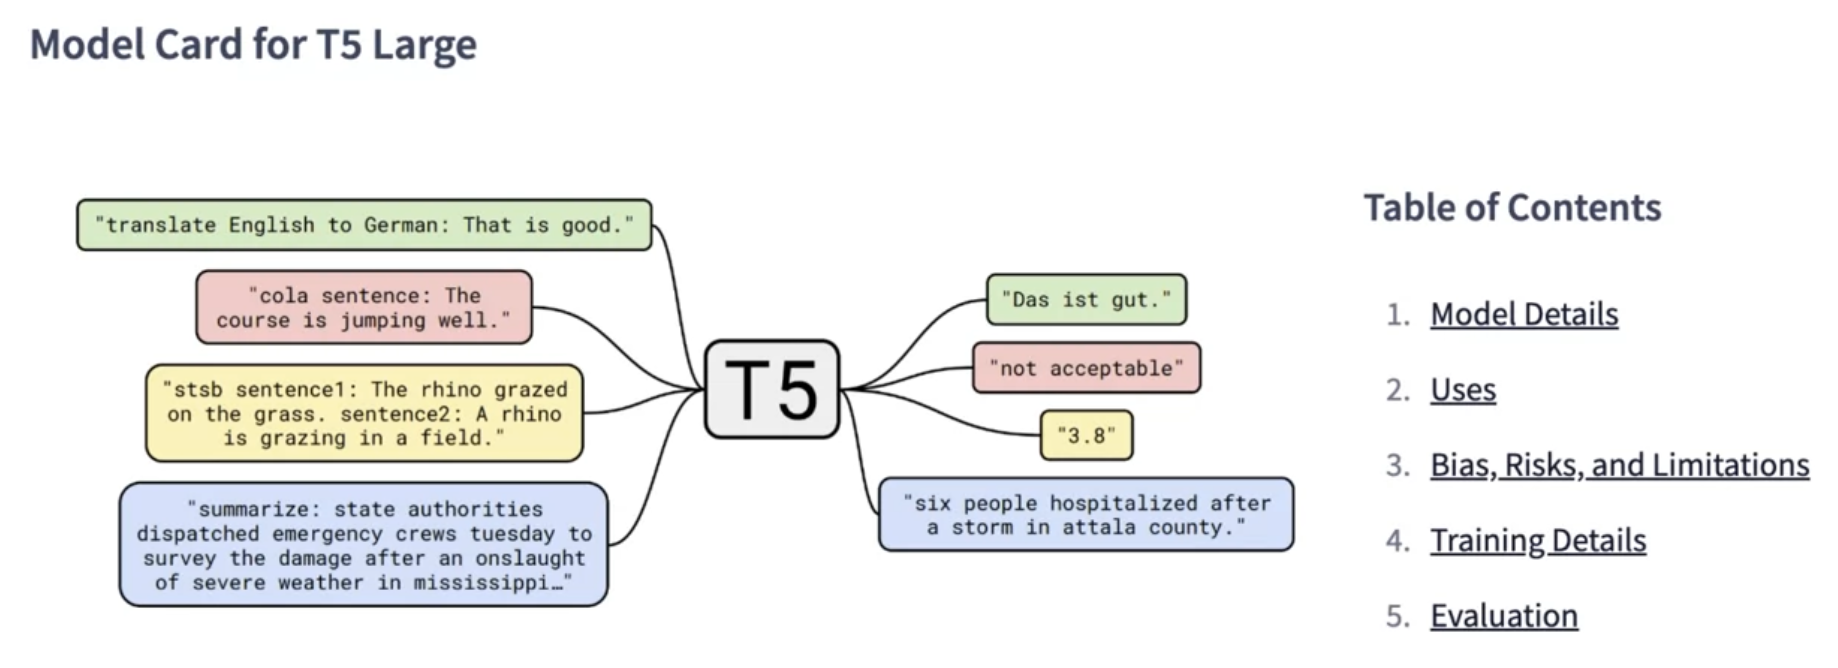 Model Card for T5 Large
"translate English to German: That is good."
"cola sentence: The
course is jumping well."
"stsb sentence1: The rhino grazed
on the grass. sentence2: A rhino
is grazing in a field."
"summarize: state authorities
dispatched emergency crews tuesday to
survey the damage after an onslaught
of severe weather in mississippi…"
T5
"Das ist gut."
"not acceptable"
"3.8"
"six people hospitalized after
a storm in attala county."
Table of Contents
1. Model Details
2. Uses
3. Bias, Risks, and Limitations
4. Training Details
5. Evaluation